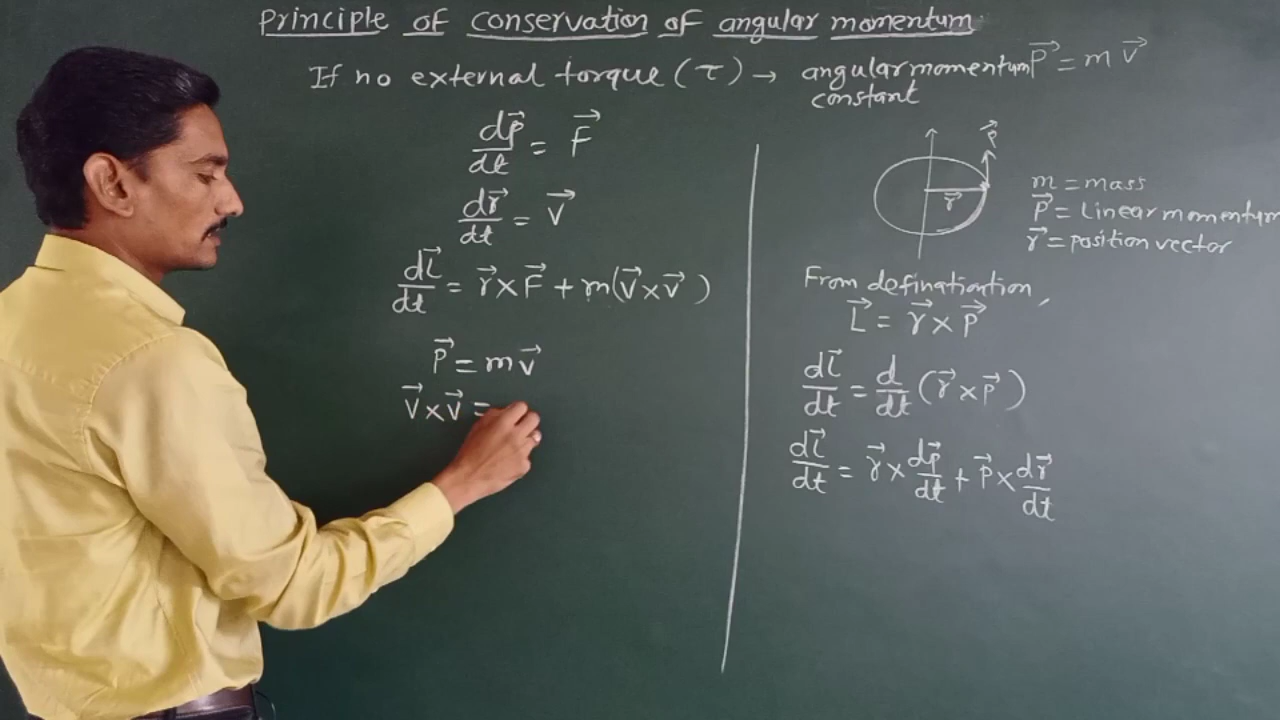 Principle of conservation of angular momentum
If no external torque (τ) → angular momentum
constant
P⃗ = m v⃗
dp⃗/dt = F⃗
dr⃗/dt = v⃗
dL⃗/dt = r⃗ × F⃗ + m(v⃗ × v⃗)
P⃗ = m v⃗
v⃗ × v⃗ =
P⃗
r⃗
m = mass
P⃗ = Linear momentum
r⃗ = position vector
From definatiortion,
L⃗ = r⃗ × P⃗
dL⃗/dt = d/dt (r⃗ × P⃗)
dL⃗/dt = r⃗ × dp⃗/dt + P⃗ × dr⃗/dt